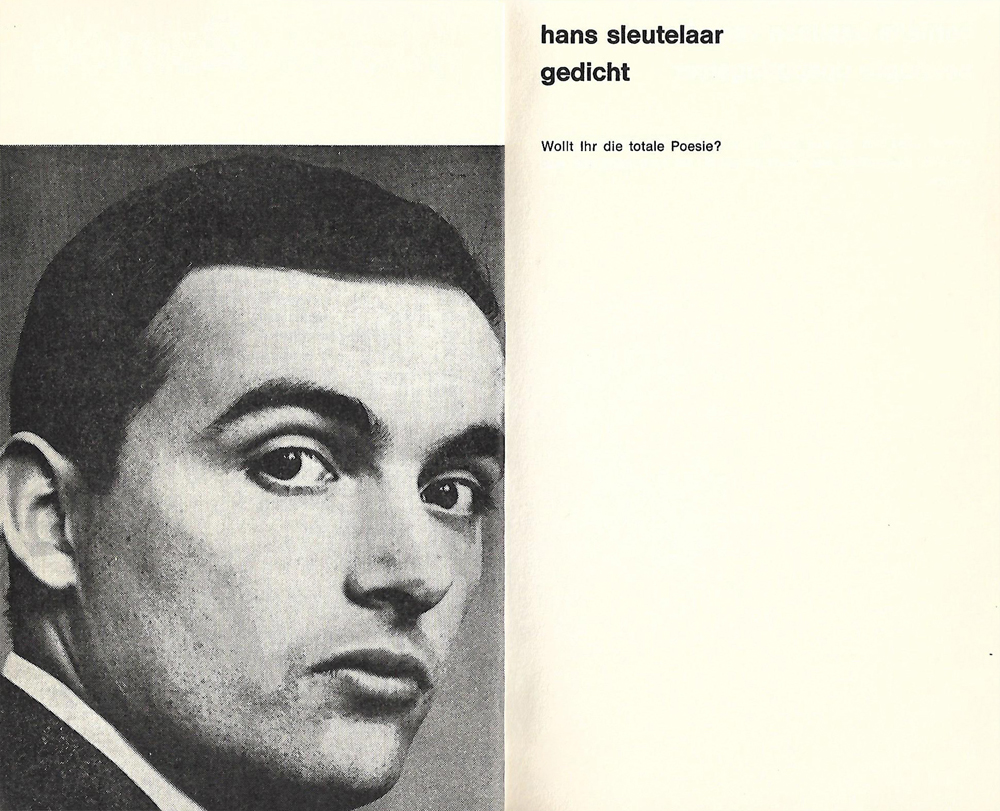 hans sleutelaar
gedicht
Wollt Ihr die totale Poesie?